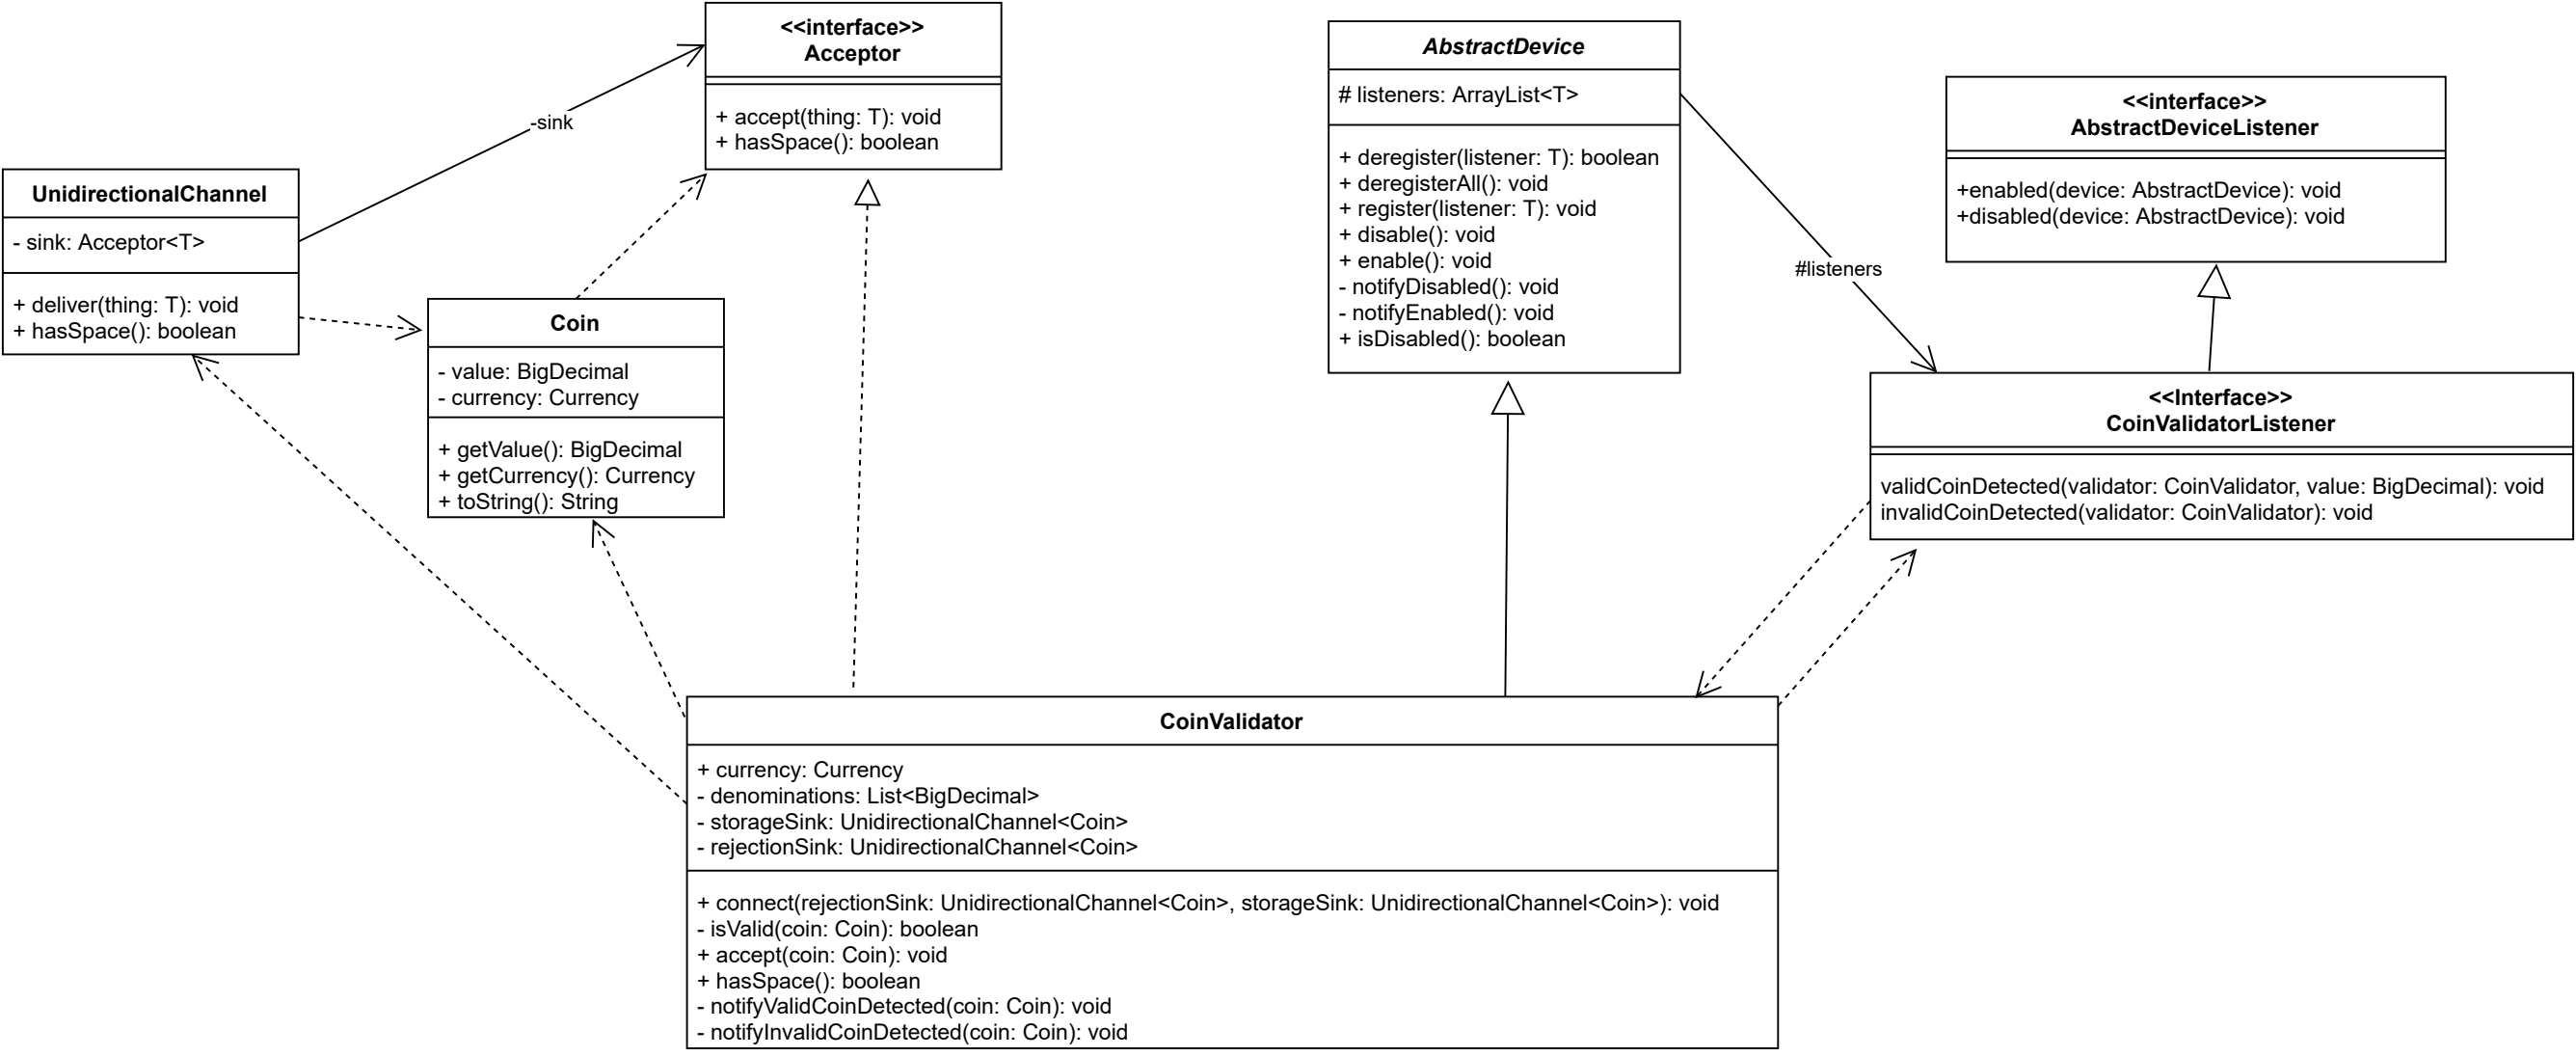 <<interface>>
Acceptor
+ accept(thing: T): void
+ hasSpace(): boolean
-sink
UnidirectionalChannel
- sink: Acceptor<T>
+ deliver(thing: T): void
+ hasSpace(): boolean
Coin
- value: BigDecimal
- currency: Currency
+ getValue(): BigDecimal
+ getCurrency(): Currency
+ toString(): String
AbstractDevice
# listeners: ArrayList<T>
+ deregister(listener: T): boolean
+ deregisterAll(): void
+ register(listener: T): void
+ disable(): void
+ enable(): void
- notifyDisabled(): void
- notifyEnabled(): void
+ isDisabled(): boolean
#listeners
<<interface>>
AbstractDeviceListener
+enabled(device: AbstractDevice): void
+disabled(device: AbstractDevice): void
<<Interface>>
CoinValidatorListener
validCoinDetected(validator: CoinValidator, value: BigDecimal): void
invalidCoinDetected(validator: CoinValidator): void
CoinValidator
+ currency: Currency
- denominations: List<BigDecimal>
- storageSink: UnidirectionalChannel<Coin>
- rejectionSink: UnidirectionalChannel<Coin>
+ connect(rejectionSink: UnidirectionalChannel<Coin>, storageSink: UnidirectionalChannel<Coin>): void
- isValid(coin: Coin): boolean
+ accept(coin: Coin): void
+ hasSpace(): boolean
- notifyValidCoinDetected(coin: Coin): void
- notifyInvalidCoinDetected(coin: Coin): void